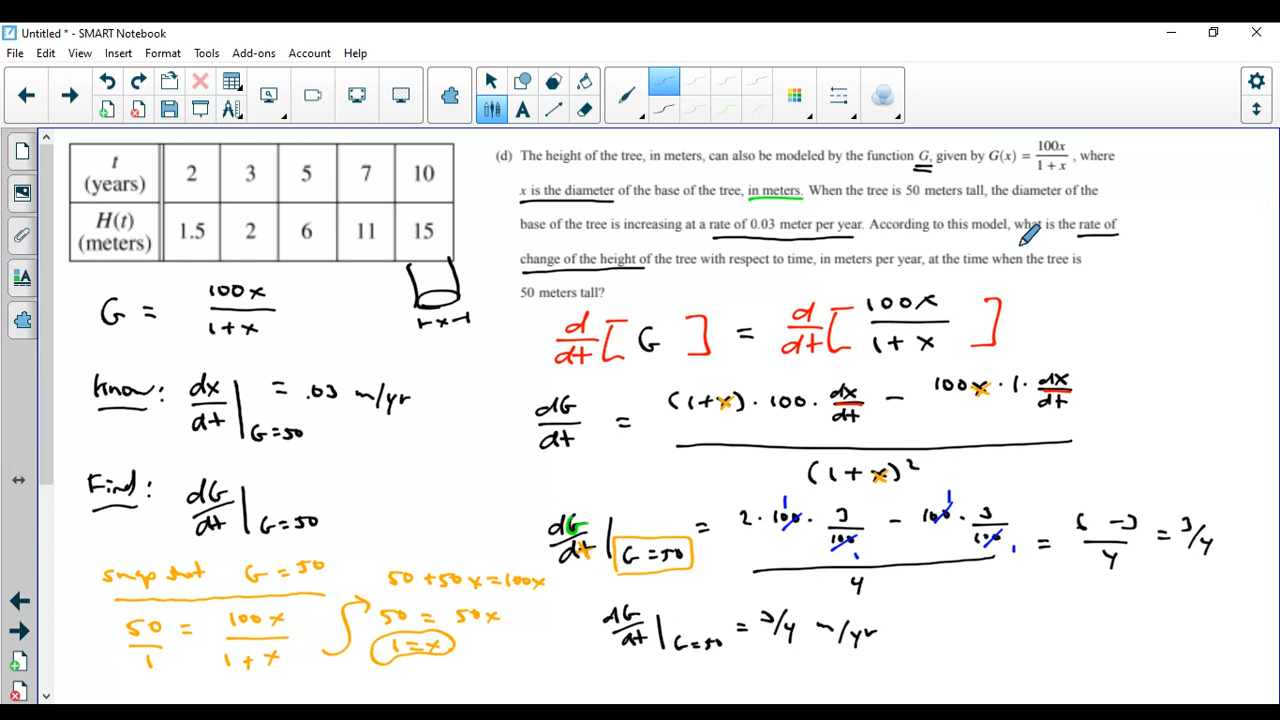 Untitled * - SMART Notebook
File Edit View Insert Format Tools Add-ons Account Help
t (years) 2 3 5 7 10
H(t) (meters) 1.5 2 6 11 15
(d) The height of the tree, in meters, can also be modeled by the function G, given by G(x) = 100x / 1 + x, where
x is the diameter of the base of the tree, in meters. When the tree is 50 meters tall, the diameter of the
base of the tree is increasing at a rate of 0.03 meter per year. According to this model, what is the rate of
change of the height of the tree with respect to time, in meters per year, at the time when the tree is
50 meters tall?
G = 100x / 1+x
x
Know: dx/dt | G=50 = .03 m/yr
Find: dG/dt | G=50
snapshot G=50
50/1 = 100x / 1+x
50+50x=100x
50 = 50x
1=x
d/dt [ G ] = d/dt [ 100x / 1+x ]
dG/dt = (1+x)·100·dx/dt − 100x·1·dx/dt / (1+x)²
dG/dt | G=50 = 2·100·3/100 − 100·3/100 / 4 = 6−3 / 4 = 3/4
dG/dt | G=50 = 3/4 m/yr